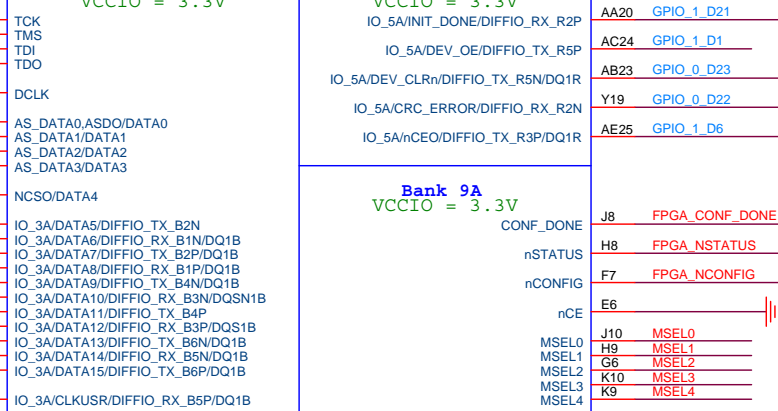 VCCIO = 3.3V
TCK
TMS
TDI
TDO
DCLK
AS_DATA0,ASDO/DATA0
AS_DATA1/DATA1
AS_DATA2/DATA2
AS_DATA3/DATA3
NCSO/DATA4
IO_3A/DATA5/DIFFIO_TX_B2N
IO_3A/DATA6/DIFFIO_RX_B1N/DQ1B
IO_3A/DATA7/DIFFIO_TX_B2P/DQ1B
IO_3A/DATA8/DIFFIO_RX_B1P/DQ1B
IO_3A/DATA9/DIFFIO_TX_B4N/DQ1B
IO_3A/DATA10/DIFFIO_RX_B3N/DQSN1B
IO_3A/DATA11/DIFFIO_TX_B4P
IO_3A/DATA12/DIFFIO_RX_B3P/DQS1B
IO_3A/DATA13/DIFFIO_TX_B6N/DQ1B
IO_3A/DATA14/DIFFIO_RX_B5N/DQ1B
IO_3A/DATA15/DIFFIO_TX_B6P/DQ1B
IO_3A/CLKUSR/DIFFIO_RX_B5P/DQ1B
VCCIO = 3.3V
IO_5A/INIT_DONE/DIFFIO_RX_R2P AA20 GPIO_1_D21
IO_5A/DEV_OE/DIFFIO_TX_R5P AC24 GPIO_1_D1
IO_5A/DEV_CLRn/DIFFIO_TX_R5N/DQ1R AB23 GPIO_0_D23
IO_5A/CRC_ERROR/DIFFIO_RX_R2N Y19 GPIO_0_D22
IO_5A/nCEO/DIFFIO_TX_R3P/DQ1R AE25 GPIO_1_D6
Bank 9A
VCCIO = 3.3V
CONF_DONE J8 FPGA_CONF_DONE
nSTATUS H8 FPGA_NSTATUS
nCONFIG F7 FPGA_NCONFIG
nCE E6
MSEL0 J10 MSEL0
MSEL1 H9 MSEL1
MSEL2 G6 MSEL2
MSEL3 K10 MSEL3
MSEL4 K9 MSEL4